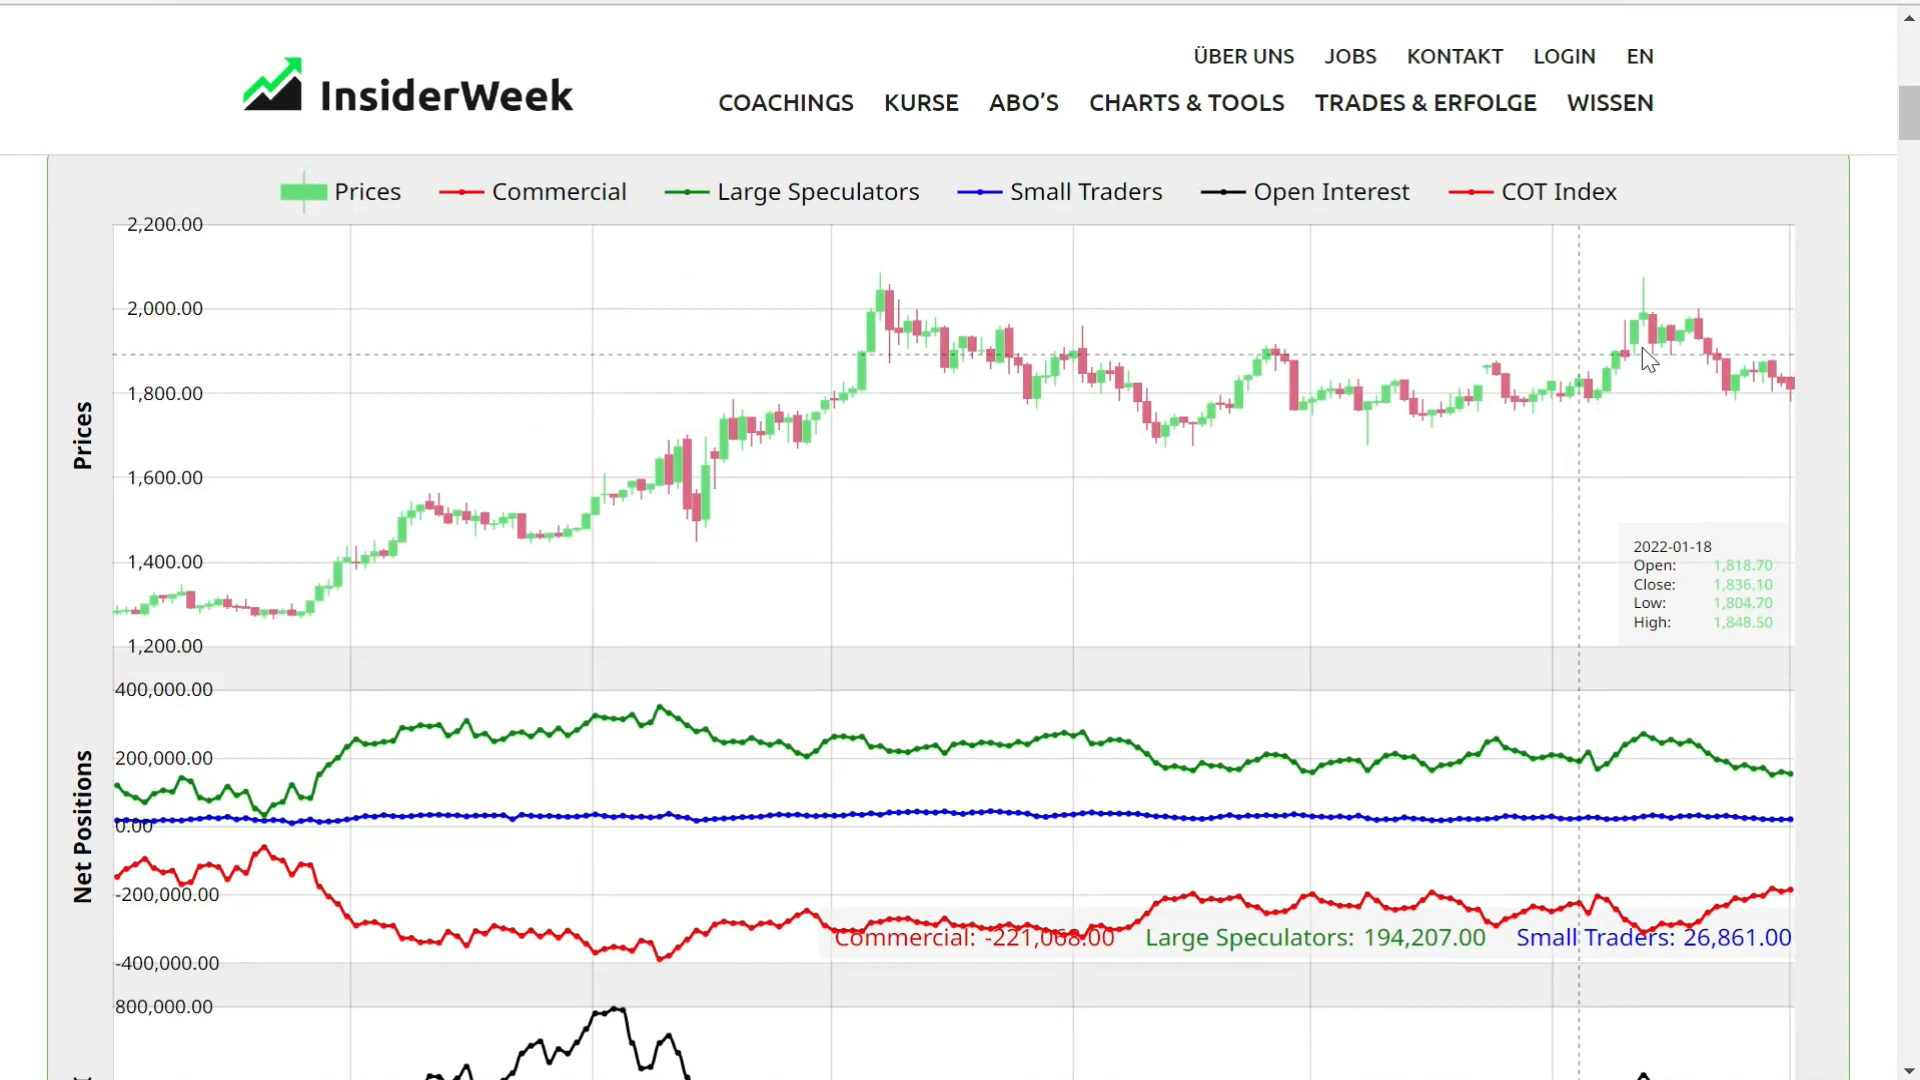 ÜBER UNS JOBS KONTAKT LOGIN EN
InsiderWeek
COACHINGS KURSE ABO’S CHARTS & TOOLS TRADES & ERFOLGE WISSEN
Prices Commercial Large Speculators Small Traders Open Interest COT Index
2,200.00
2,000.00
1,800.00
1,600.00
1,400.00
1,200.00
Prices
2022-01-18
Open: 1,818.70
Close: 1,836.10
Low: 1,804.70
High: 1,848.50
400,000.00
200,000.00
0.00
-200,000.00
-400,000.00
Net Positions
Commercial: -221,068.00 Large Speculators: 194,207.00 Small Traders: 26,861.00
800,000.00